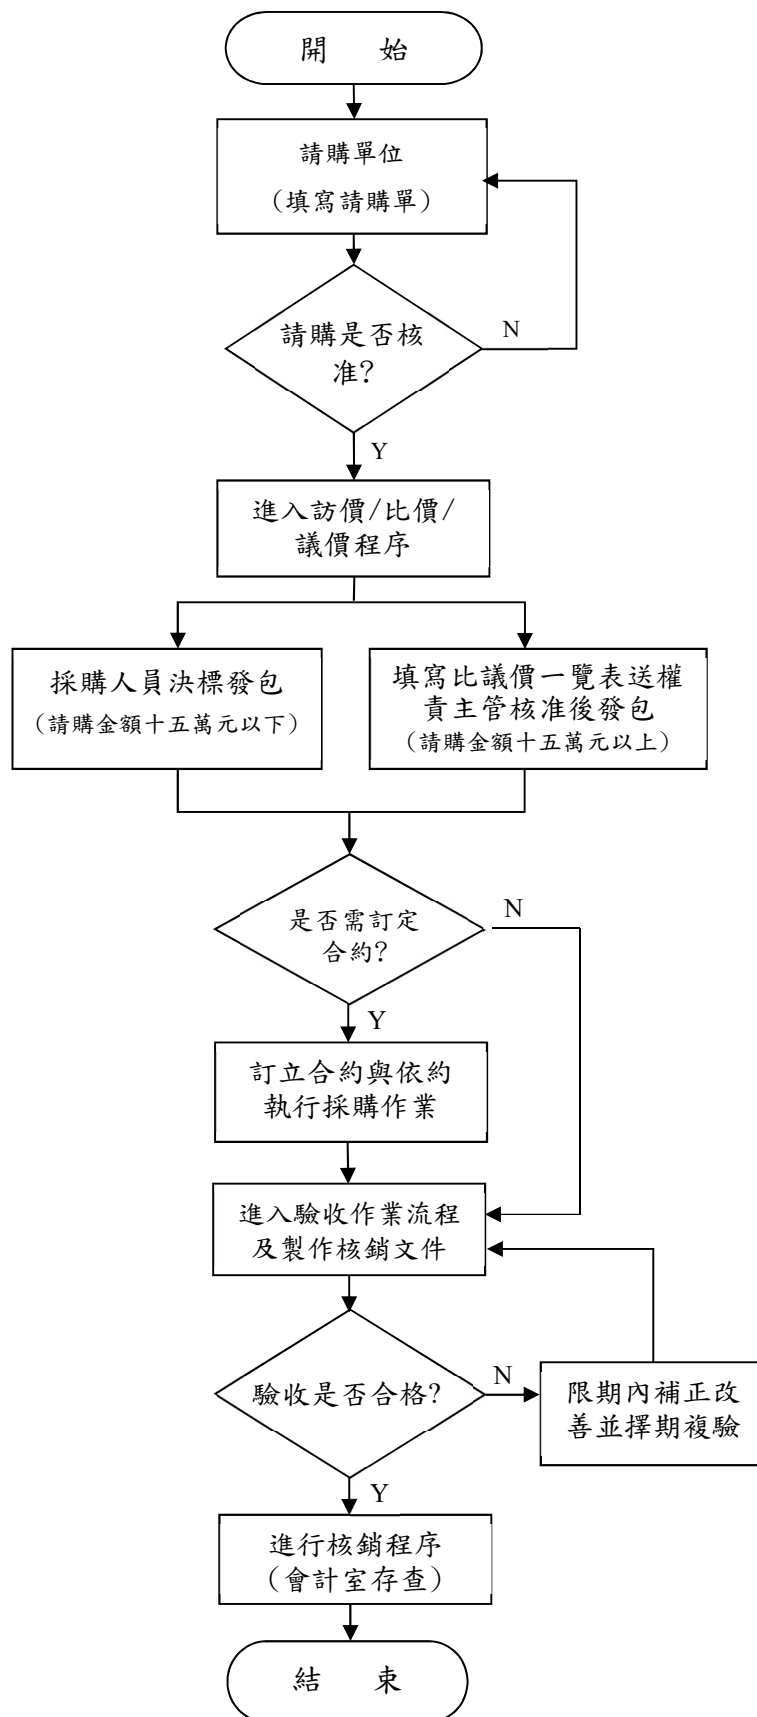 開 始
請購單位
（填寫請購單）
請購是否核
准？
N
Y
進入訪價/比價/
議價程序
採購人員決標發包
（請購金額十五萬元以下）
填寫比議價一覽表送權
責主管核准後發包
（請購金額十五萬元以上）
是否需訂定
合約？
N
Y
訂立合約與依約
執行採購作業
進入驗收作業流程
及製作核銷文件
驗收是否合格？
N
限期內補正改
善並擇期複驗
Y
進行核銷程序
（會計室存查）
結 束